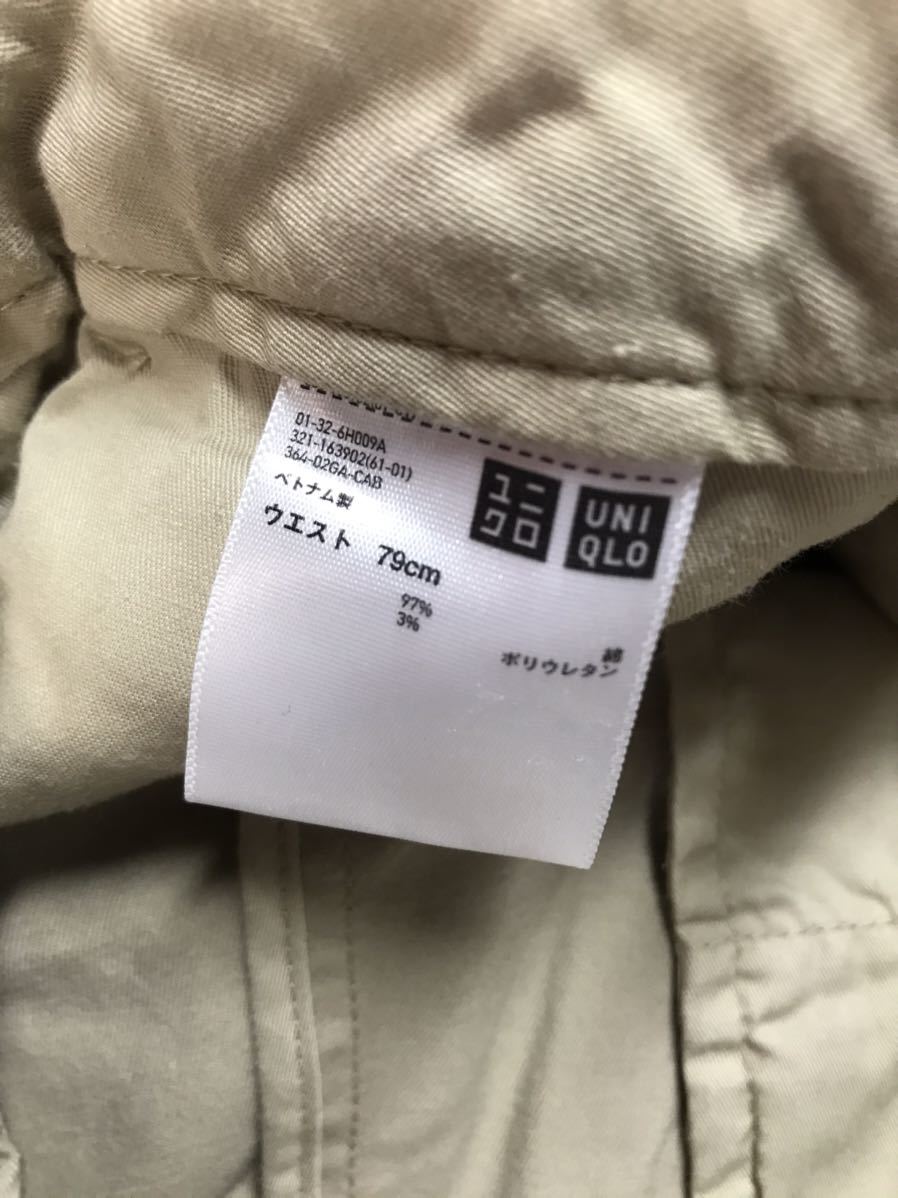 01-32-6H009A
321-163902(61-01)
364-02GA-CAB
ベトナム製
ウエスト 79cm
ユニ
クロ
UNI
QLO
97% 綿
3% ポリウレタン